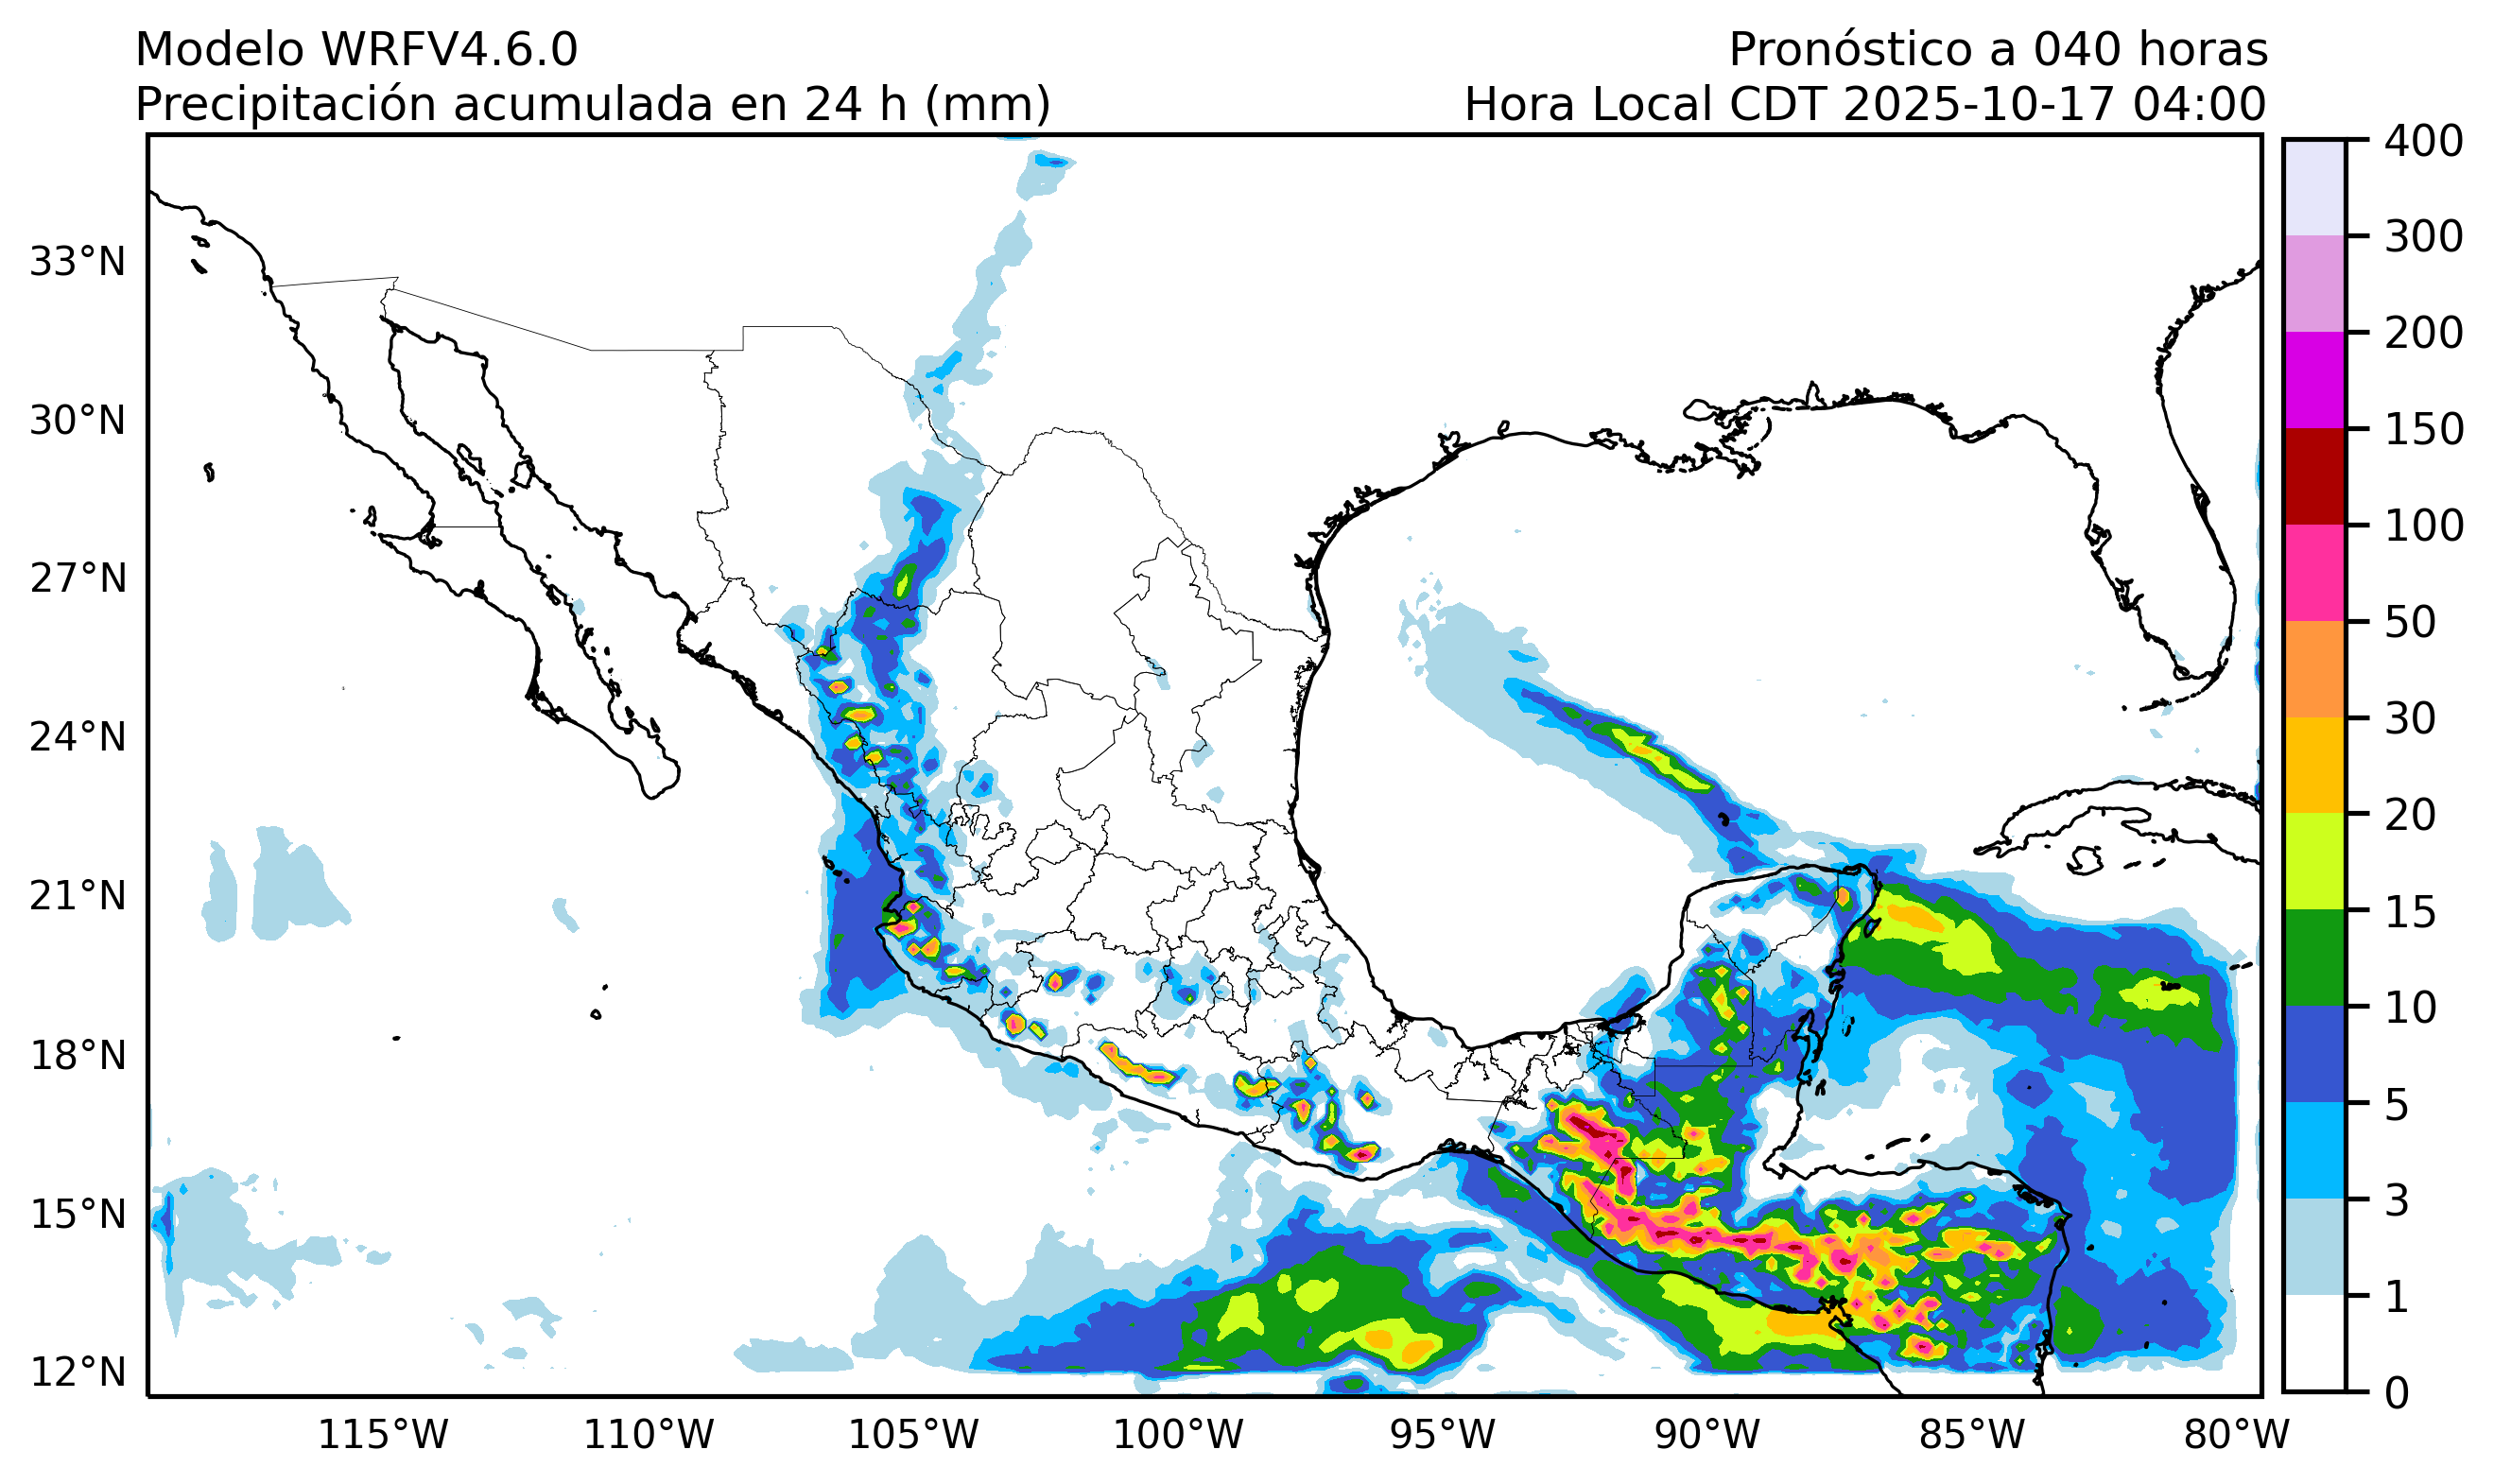 Modelo WRFV4.6.0
Pronóstico a 040 horas
Precipitación acumulada en 24 h (mm)
Hora Local CDT 2025-10-17 04:00
400
300
200
150
100
50
30
20
15
10
5
3
1
0
33°N
30°N
27°N
24°N
21°N
18°N
15°N
12°N
115°W
110°W
105°W
100°W
95°W
90°W
85°W
80°W